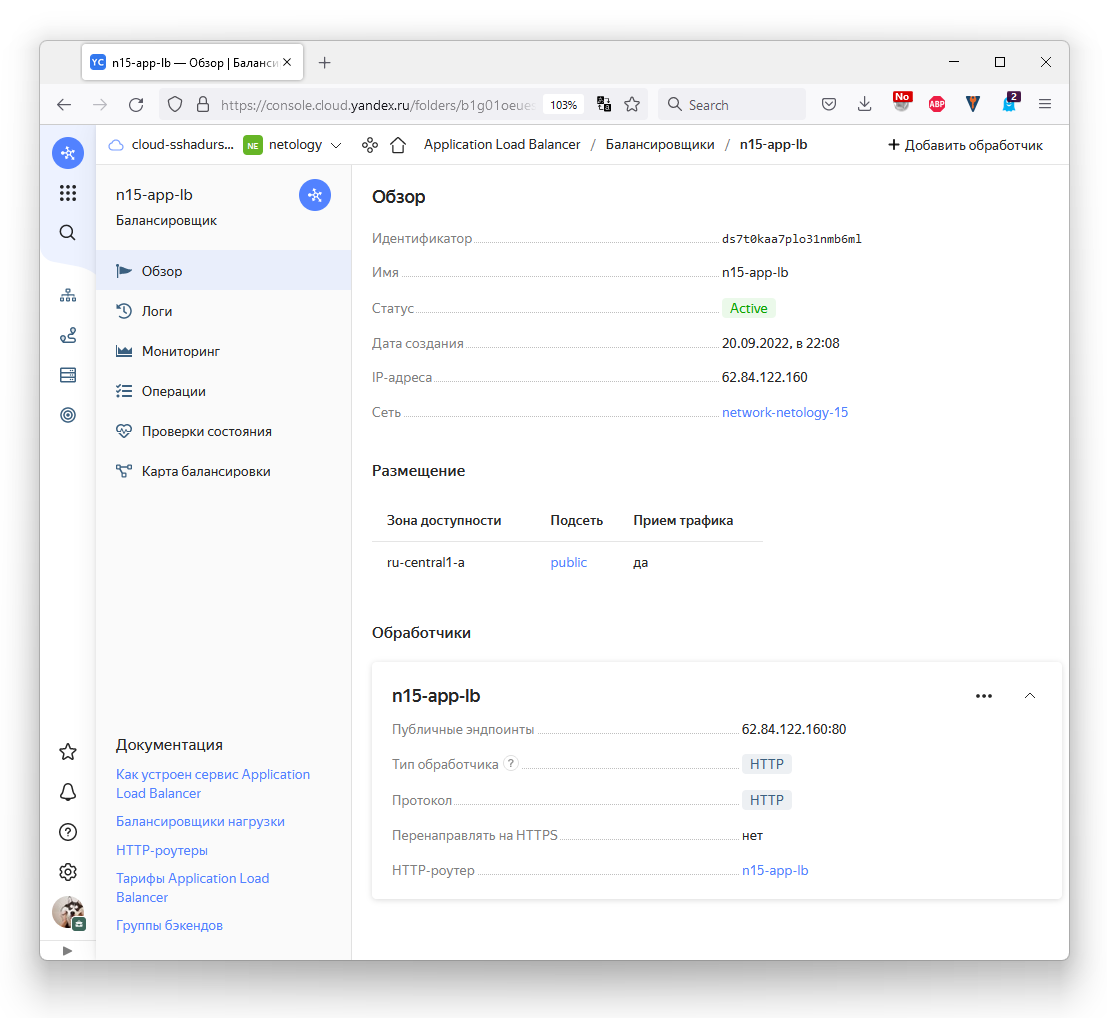 YC n15-app-lb — Обзор | Баланси
https://console.cloud.yandex.ru/folders/b1g01oeues
103%
Search
No
ABP
2
cloud-sshadurs...
NE netology
Application Load Balancer / Балансировщики / n15-app-lb
+ Добавить обработчик
n15-app-lb
Балансировщик
Обзор
Логи
Мониторинг
Операции
Проверки состояния
Карта балансировки
Документация
Как устроен сервис Application
Load Balancer
Балансировщики нагрузки
HTTP-роутеры
Тарифы Application Load
Balancer
Группы бэкендов
Обзор
Идентификатор ds7t0kaa7plo31nmb6ml
Имя n15-app-lb
Статус Active
Дата создания 20.09.2022, в 22:08
IP-адреса 62.84.122.160
Сеть network-netology-15
Размещение
Зона доступности Подсеть Прием трафика
ru-central1-a public да
Обработчики
n15-app-lb
Публичные эндпоинты 62.84.122.160:80
Тип обработчика ? HTTP
Протокол HTTP
Перенаправлять на HTTPS нет
HTTP-роутер n15-app-lb